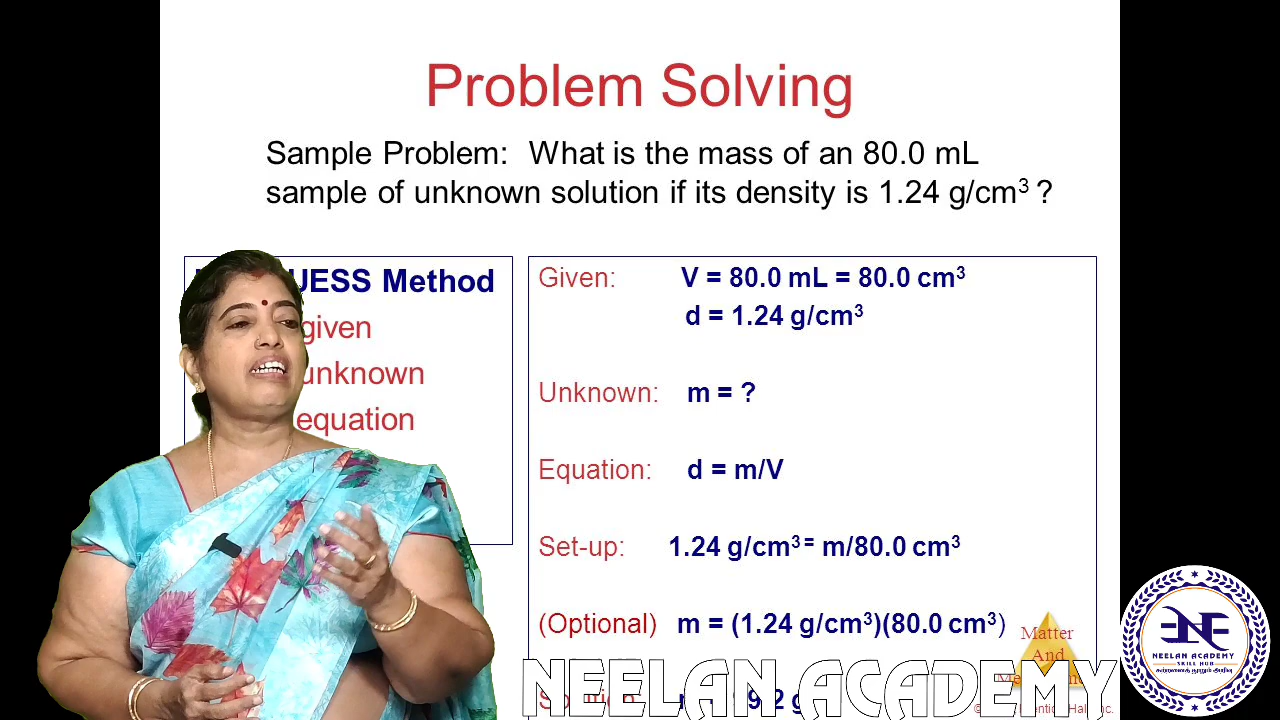 Problem Solving
Sample Problem: What is the mass of an 80.0 mL
sample of unknown solution if its density is 1.24 g/cm³ ?
Method
given
unknown
equation
Given: V = 80.0 mL = 80.0 cm³
d = 1.24 g/cm³
Unknown: m = ?
Equation: d = m/V
Set-up: 1.24 g/cm³ = m/80.0 cm³
(Optional) m = (1.24 g/cm³)(80.0 cm³)
Matter
And
NEELAN ACADEMY
ENE
NEELAN ACADEMY
SKILL HUB